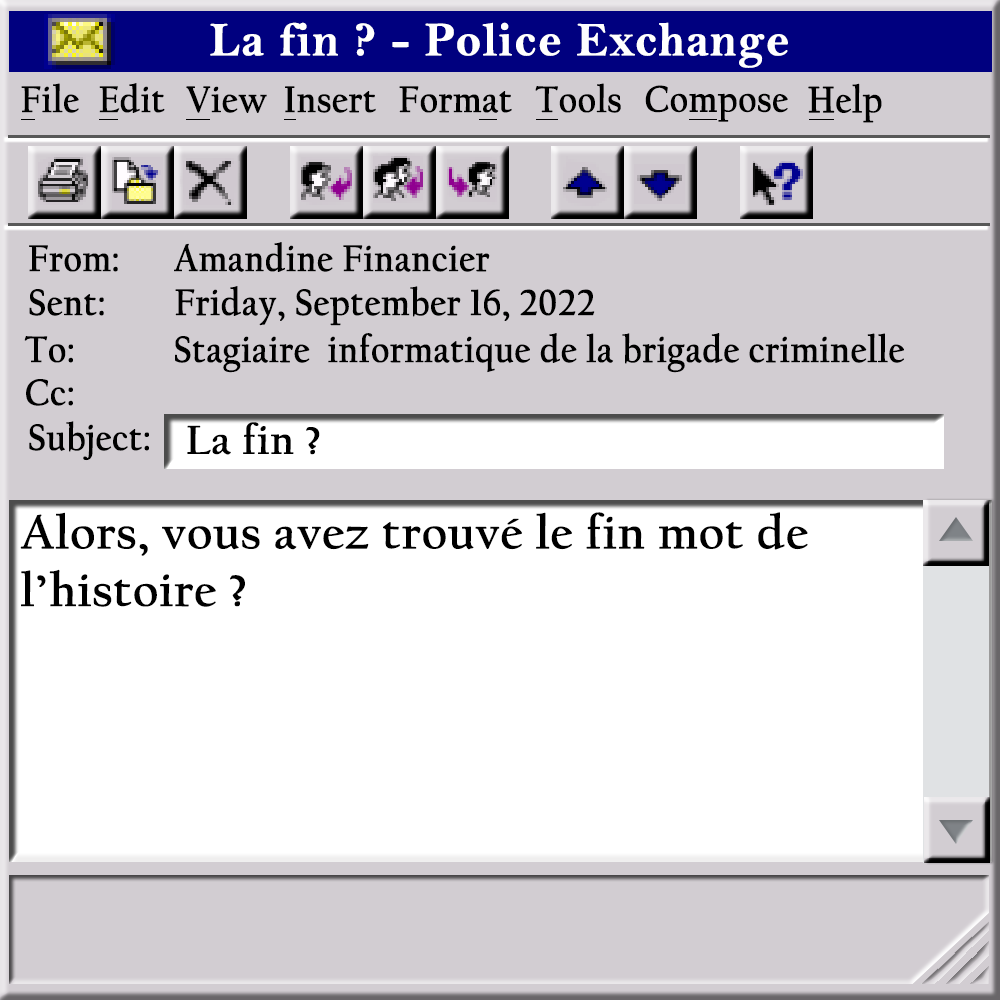 La fin ? - Police Exchange
File Edit View Insert Format Tools Compose Help
From: Amandine Financier
Sent: Friday, September 16, 2022
To: Stagiaire informatique de la brigade criminelle
Cc:
Subject: La fin ?
Alors, vous avez trouvé le fin mot de
l'histoire ?